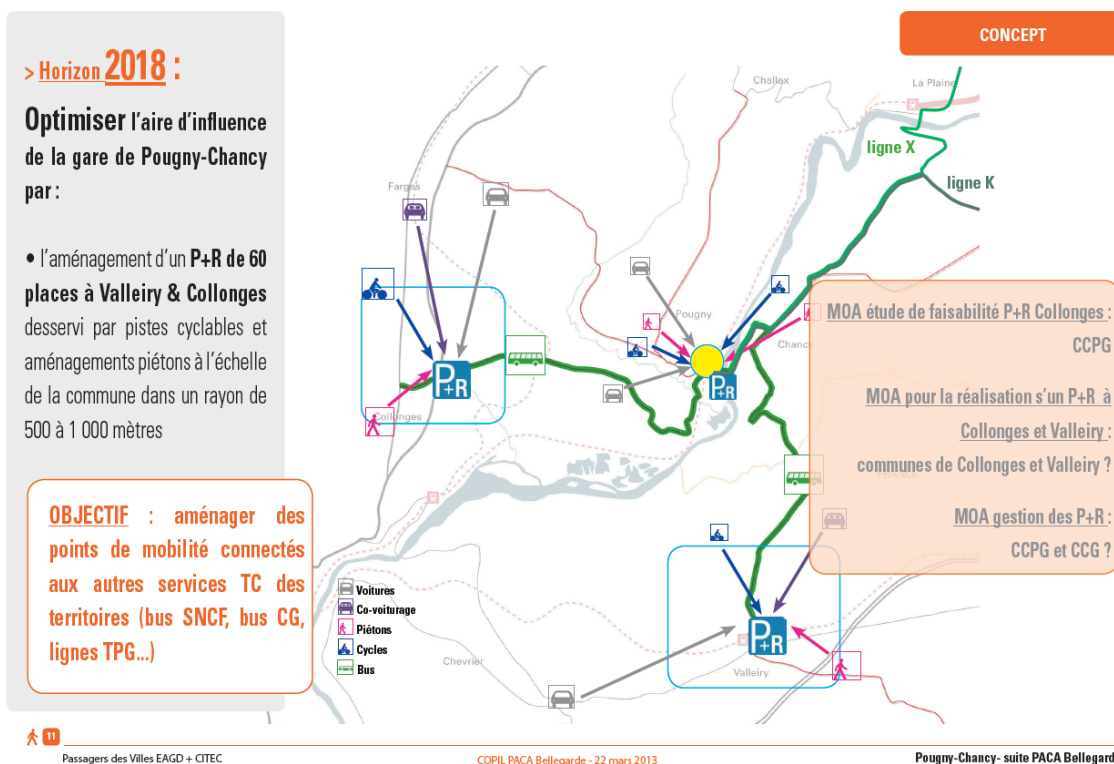 CONCEPT
> Horizon 2018 :
Optimiser l'aire d'influence
de la gare de Pougny-Chancy
par :
• l'aménagement d'un P+R de 60
places à Valleiry & Collonges
desservi par pistes cyclables et
aménagements piétons à l'échelle
de la commune dans un rayon de
500 à 1 000 mètres
OBJECTIF : aménager des
points de mobilité connectés
aux autres services TC des
territoires (bus SNCF, bus CG,
lignes TPG...)
Challex
La Plaine
ligne X
ligne K
Farges
Pougny
Chancy
P+R
P+R
Collonges
MOA étude de faisabilité P+R Collonges :
CCPG
MOA pour la réalisation s'un P+R à
Collonges et Valleiry :
communes de Collonges et Valleiry ?
MOA gestion des P+R :
CCPG et CCG ?
Voitures
Co-voiturage
Piétons
Cycles
Bus
P+R
Chevrier
Valleiry
11
Passagers des Villes EAGD + CITEC
COPIL PACA Bellegarde - 22 mars 2013
Pougny-Chancy- suite PACA Bellegard